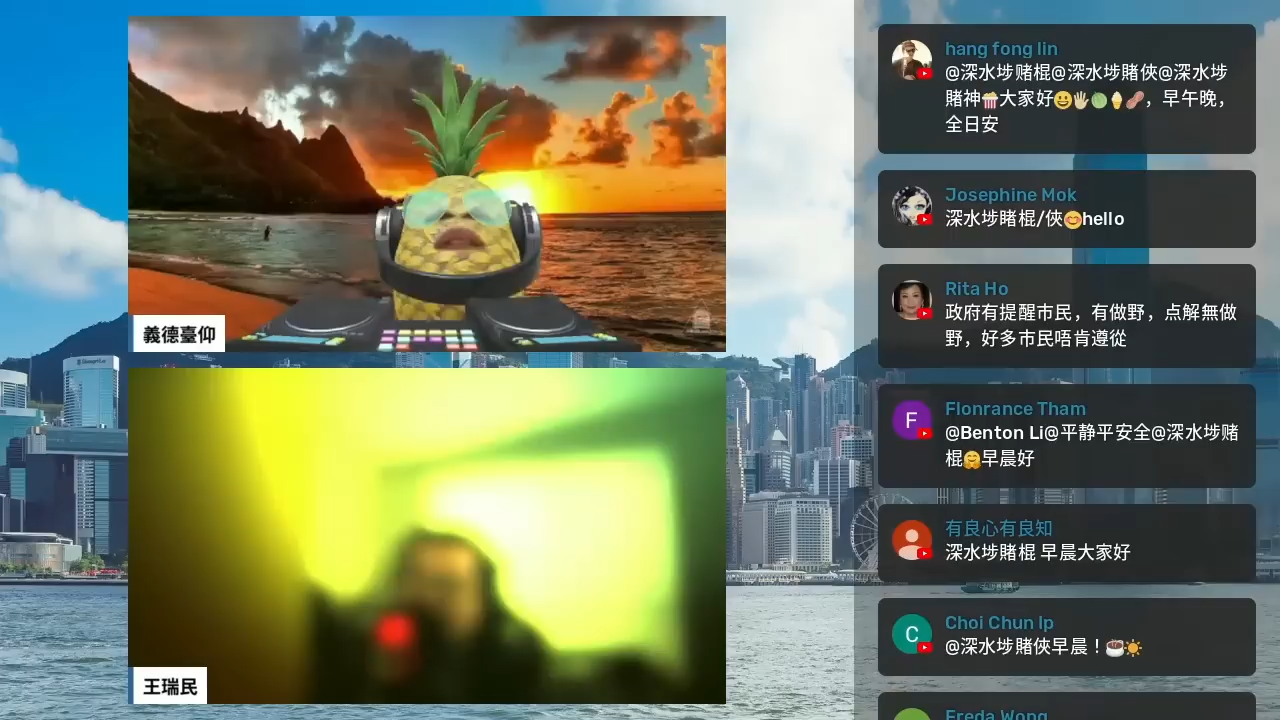 義德臺仰
王瑞民
hang fong lin
@深水埗赌棍@深水埗賭俠@深水埗
賭神🍿大家好😀🖐🍏🍦🥜，早午晚，
全日安
Josephine Mok
深水埗睹棍/俠😊hello
Rita Ho
政府有提醒市民，有做野，点解無做
野，好多市民唔肯遵從
Flonrance Tham
F
@Benton Li@平静平安全@深水埗赌
棍🤗早晨好
有良心有良知
深水埗賭棍 早晨大家好
Choi Chun Ip
C
@深水埗賭俠早晨！☕☀
Freda Wong